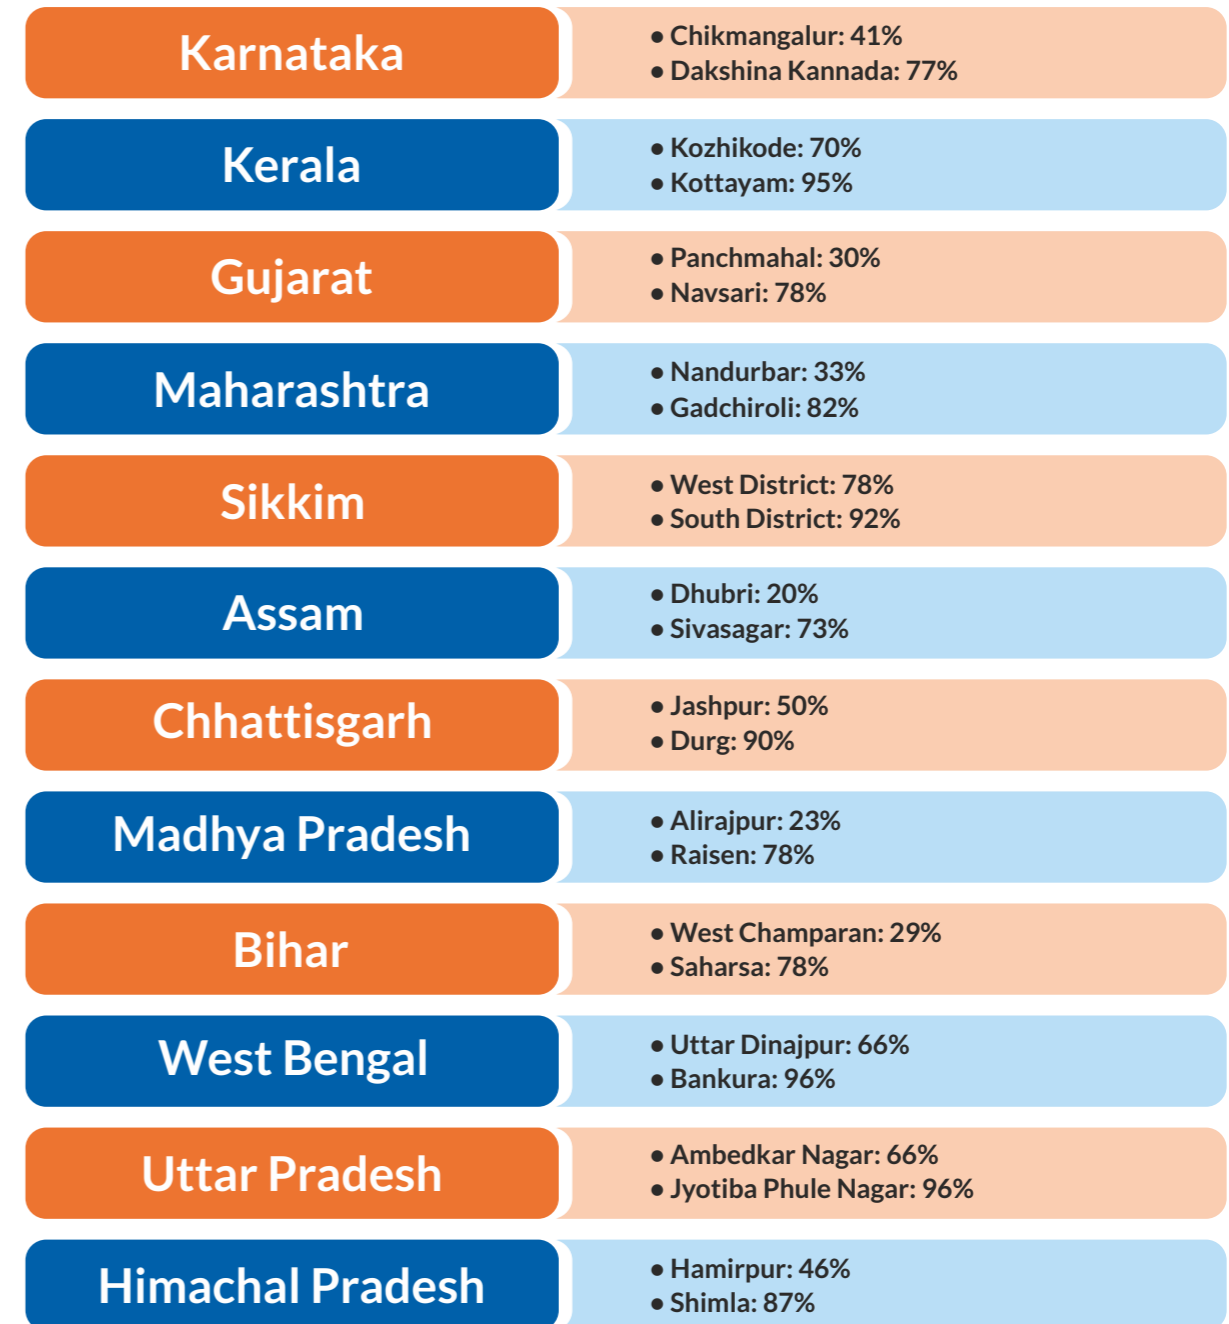 Karnataka
• Chikmangalur: 41%
• Dakshina Kannada: 77%
Kerala
• Kozhikode: 70%
• Kottayam: 95%
Gujarat
• Panchmahal: 30%
• Navsari: 78%
Maharashtra
• Nandurbar: 33%
• Gadchiroli: 82%
Sikkim
• West District: 78%
• South District: 92%
Assam
• Dhubri: 20%
• Sivasagar: 73%
Chhattisgarh
• Jashpur: 50%
• Durg: 90%
Madhya Pradesh
• Alirajpur: 23%
• Raisen: 78%
Bihar
• West Champaran: 29%
• Saharsa: 78%
West Bengal
• Uttar Dinajpur: 66%
• Bankura: 96%
Uttar Pradesh
• Ambedkar Nagar: 66%
• Jyotiba Phule Nagar: 96%
Himachal Pradesh
• Hamirpur: 46%
• Shimla: 87%